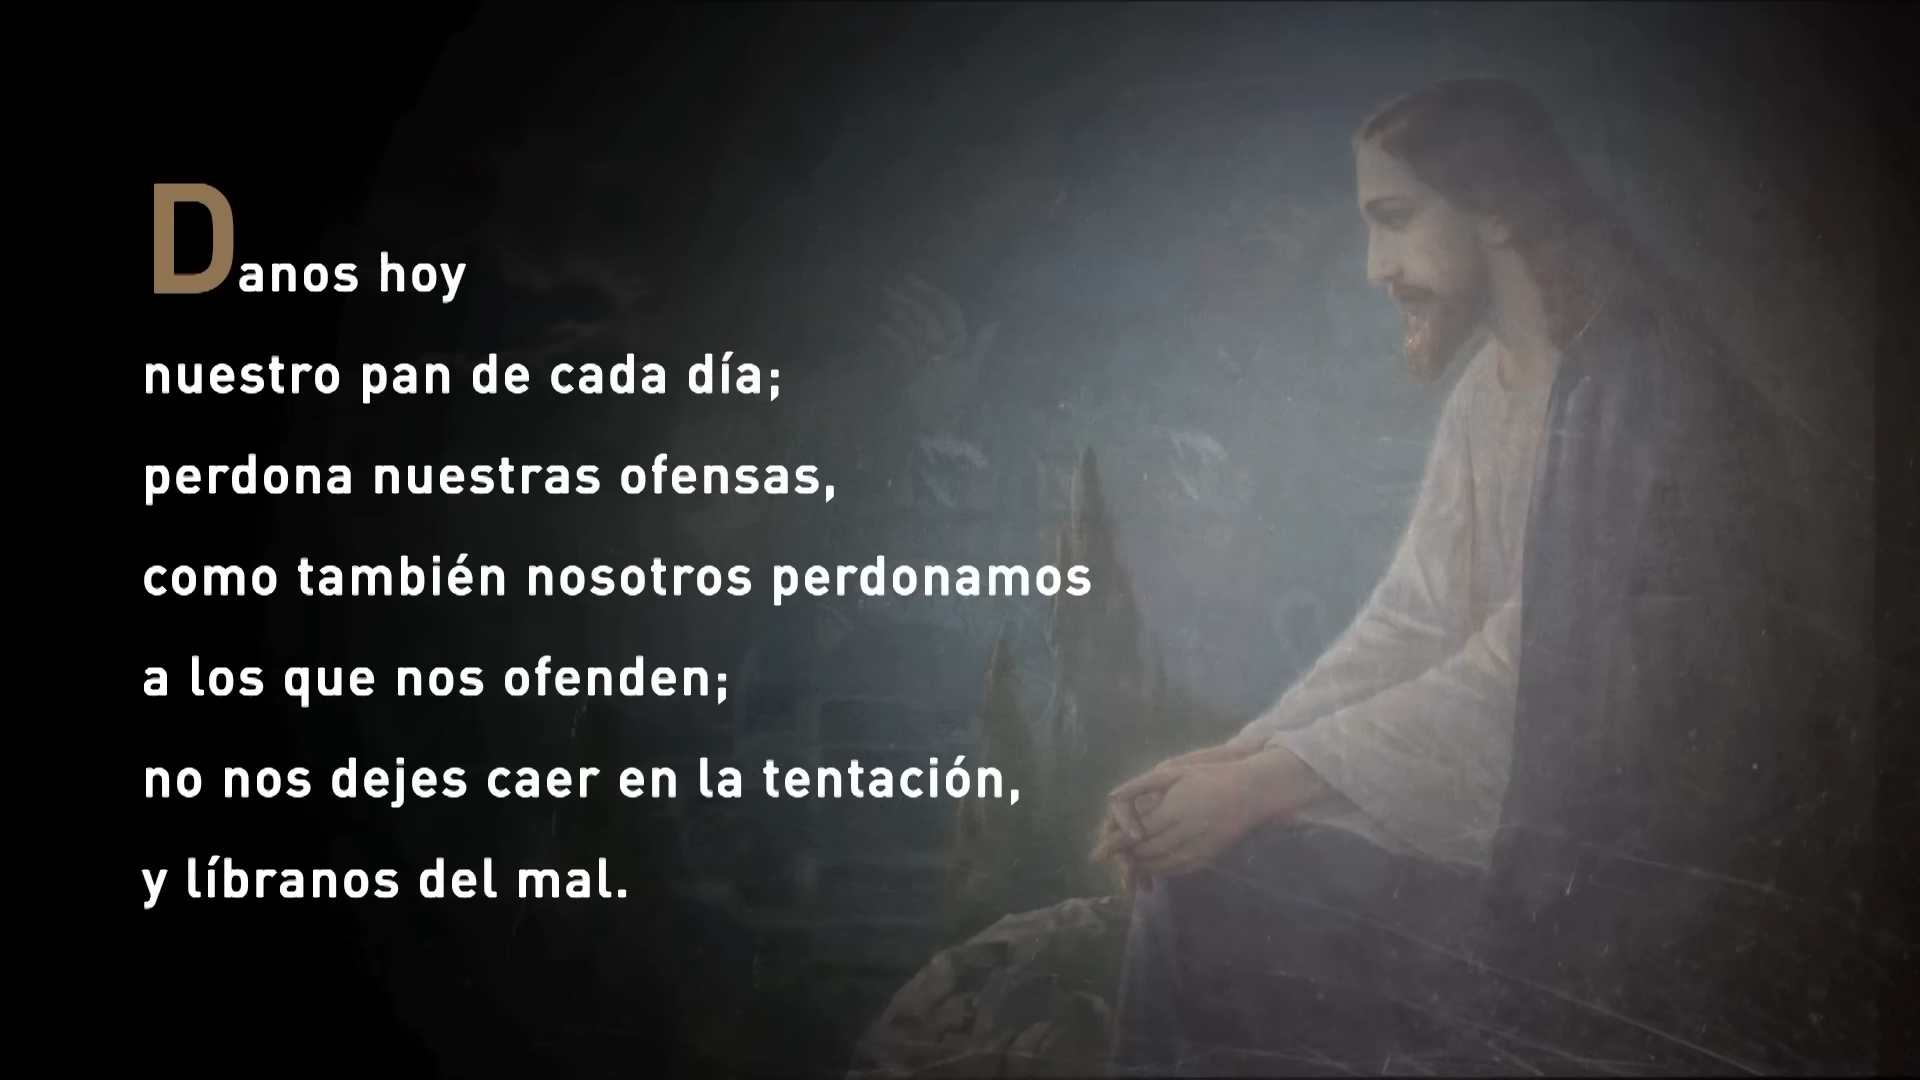 Danos hoy
nuestro pan de cada día;
perdona nuestras ofensas,
como también nosotros perdonamos
a los que nos ofenden;
no nos dejes caer en la tentación,
y líbranos del mal.